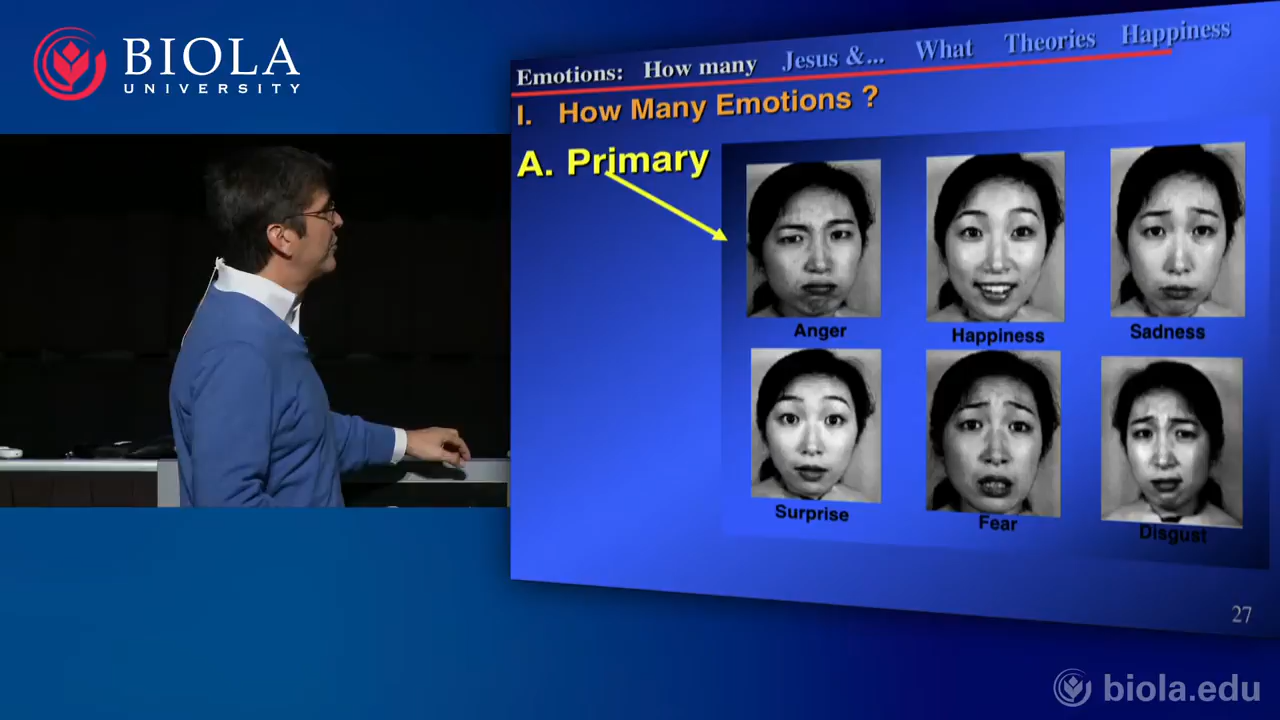 BIOLA
UNIVERSITY
Emotions: How many Jesus &... What Theories Happiness
I. How Many Emotions ?
A. Primary
Anger
Happiness
Sadness
Surprise
Fear
Disgust
27
biola.edu